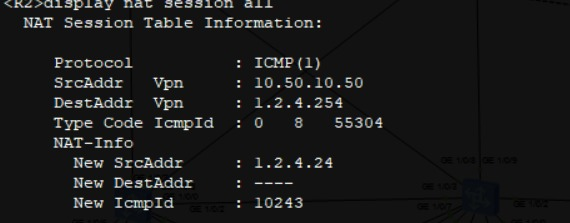 <R2>display nat session all
NAT Session Table Information:
Protocol : ICMP(1)
SrcAddr Vpn : 10.50.10.50
DestAddr Vpn : 1.2.4.254
Type Code IcmpId : 0 8 55304
NAT-Info
New SrcAddr : 1.2.4.24
New DestAddr : ----
New IcmpId : 10243